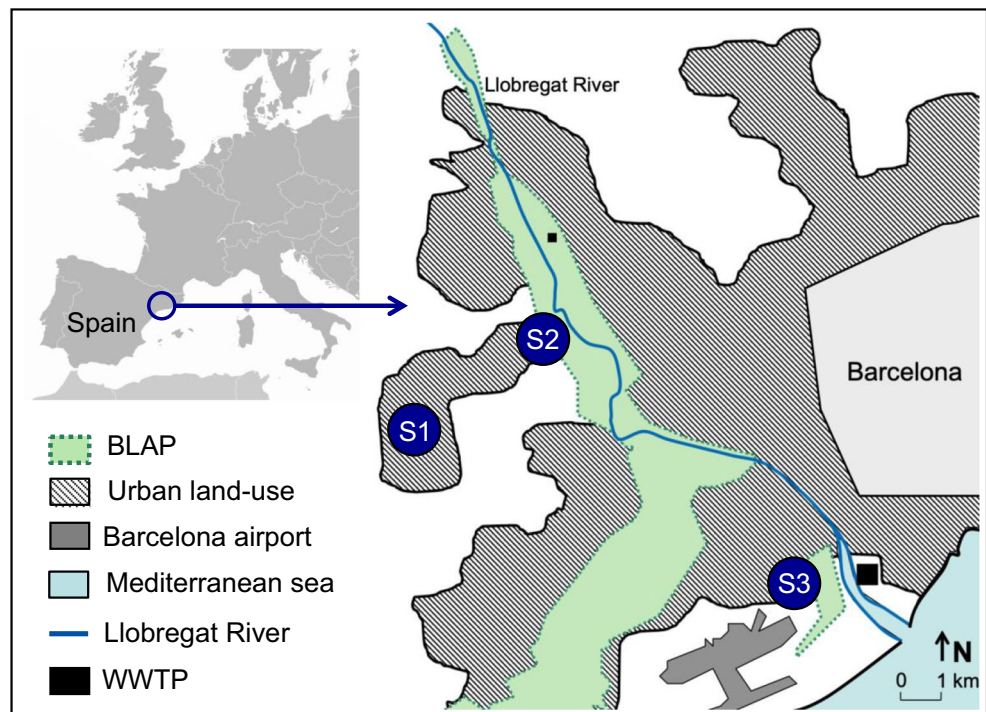 Llobregat River
Spain
S2
Barcelona
S1
BLAP
Urban land-use
Barcelona airport
Mediterranean sea
Llobregat River
WWTP
S3
N
0 1 km